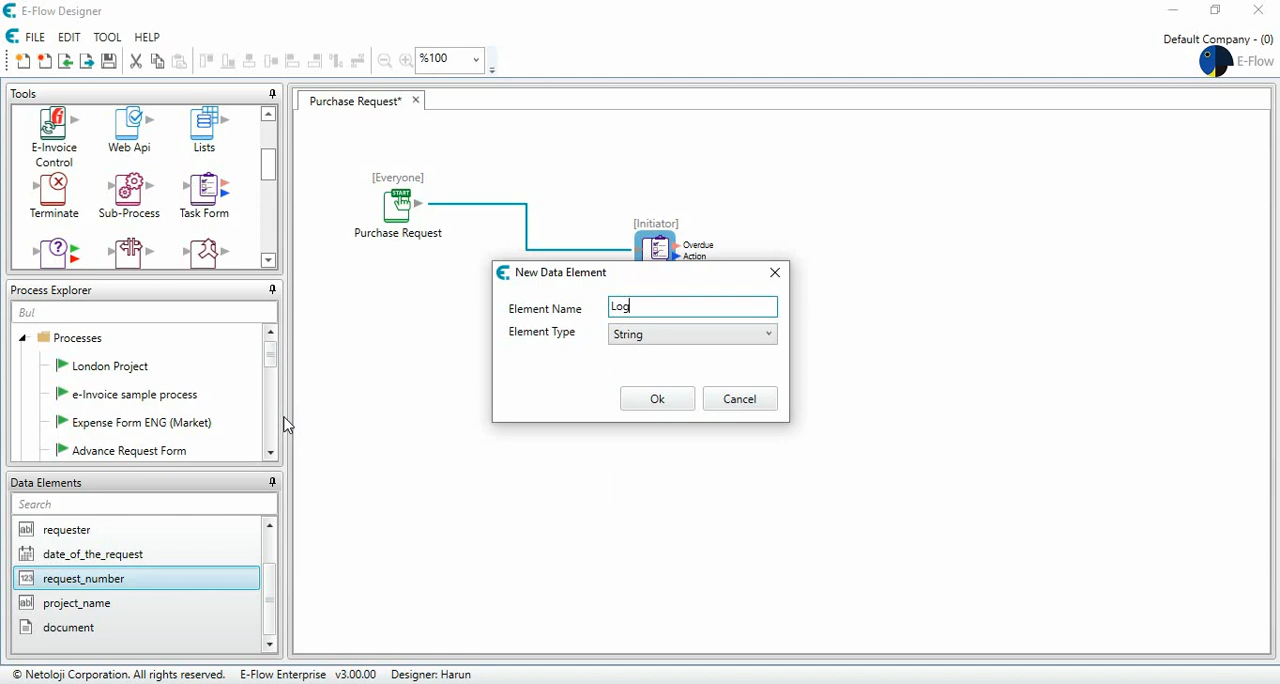 E-Flow Designer
FILE EDIT TOOL HELP
Default Company - (0)
%100
E-Flow
Tools
Purchase Request*
E-Invoice Control
Web Api
Lists
Terminate
Sub-Process
Task Form
[Everyone]
START
Purchase Request
[Initiator]
Overdue
Action
Process Explorer
Bul
Processes
London Project
e-Invoice sample process
Expense Form ENG (Market)
Advance Request Form
New Data Element
Element Name Log
Element Type String
Ok Cancel
Data Elements
Search
abl requester
date_of_the_request
123 request_number
abl project_name
document
© Netoloji Corporation. All rights reserved. E-Flow Enterprise v3.00.00 Designer: Harun